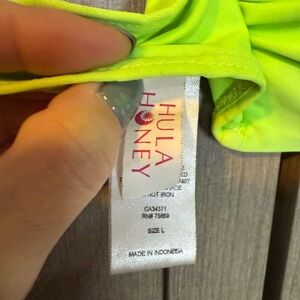 HULA
HONEY
NOT IRON
CA34371
RN# 75869
SIZE L
MADE IN INDONESIA